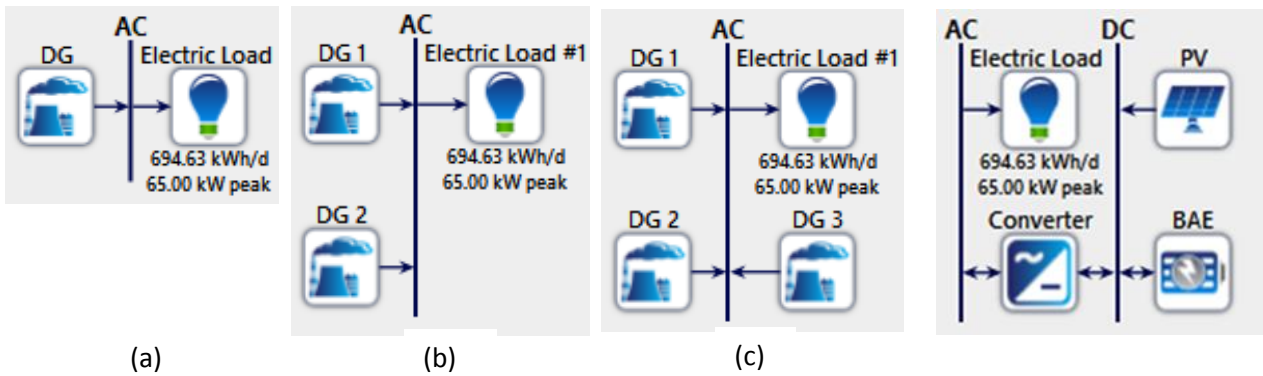 AC
DG
Electric Load
694.63 kWh/d
65.00 kW peak
(a)
AC
DG 1
Electric Load #1
694.63 kWh/d
65.00 kW peak
DG 2
(b)
AC
DG 1
Electric Load #1
694.63 kWh/d
65.00 kW peak
DG 2
DG 3
(c)
AC
DC
Electric Load
PV
694.63 kWh/d
65.00 kW peak
Converter
BAE